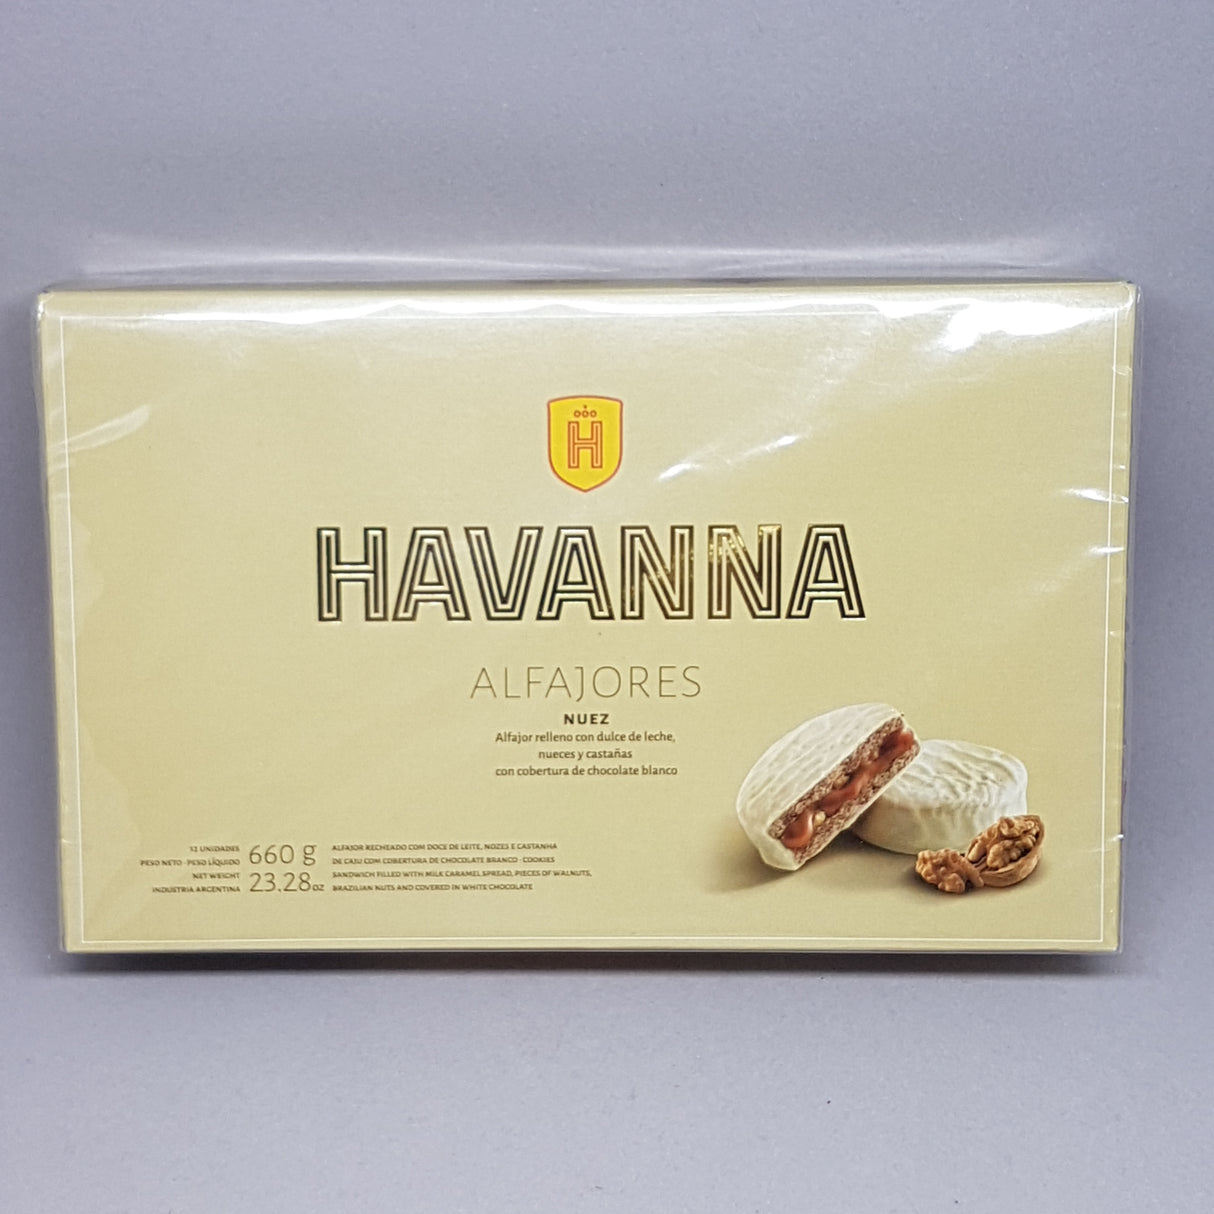 H
HAVANNA
ALFAJORES
NUEZ
Alfajor relleno con dulce de leche,
nueces y castañas
con cobertura de chocolate blanco
12 UNIDADES
PESO NETO · PESO LÍQUIDO 660 g
NET WEIGHT
INDUSTRIA ARGENTINA 23.28oz
ALFAJOR RECHEADO COM DOCE DE LEITE, NOZES E CASTANHA
DE CAJU COM COBERTURA DE CHOCOLATE BRANCO · COOKIES
SANDWICH FILLED WITH MILK CARAMEL SPREAD, PIECES OF WALNUTS,
BRAZILIAN NUTS AND COVERED IN WHITE CHOCOLATE